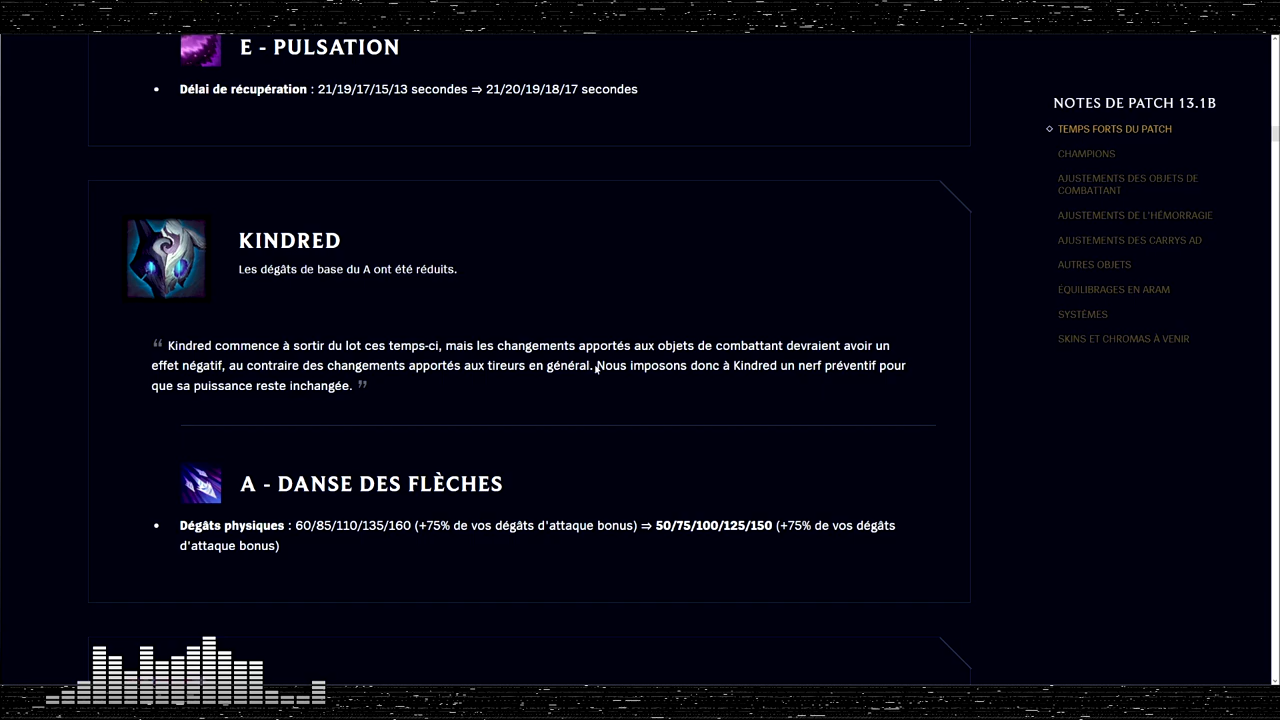 E - PULSATION
• Délai de récupération : 21/19/17/15/13 secondes ⇒ 21/20/19/18/17 secondes
KINDRED
Les dégâts de base du A ont été réduits.
“ Kindred commence à sortir du lot ces temps-ci, mais les changements apportés aux objets de combattant devraient avoir un
effet négatif, au contraire des changements apportés aux tireurs en général. Nous imposons donc à Kindred un nerf préventif pour
que sa puissance reste inchangée. ”
A - DANSE DES FLÈCHES
• Dégâts physiques : 60/85/110/135/160 (+75% de vos dégâts d'attaque bonus) ⇒ 50/75/100/125/150 (+75% de vos dégâts
d'attaque bonus)
NOTES DE PATCH 13.1B
TEMPS FORTS DU PATCH
CHAMPIONS
AJUSTEMENTS DES OBJETS DE
COMBATTANT
AJUSTEMENTS DE L'HÉMORRAGIE
AJUSTEMENTS DES CARRYS AD
AUTRES OBJETS
ÉQUILIBRAGES EN ARAM
SYSTÈMES
SKINS ET CHROMAS À VENIR